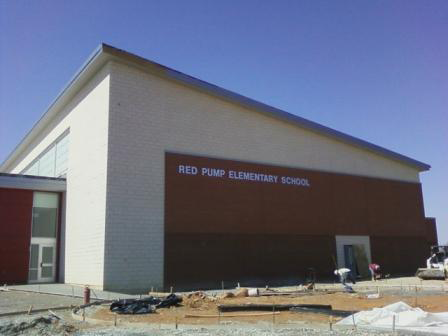 RED PUMP ELEMENTARY SCHOOL